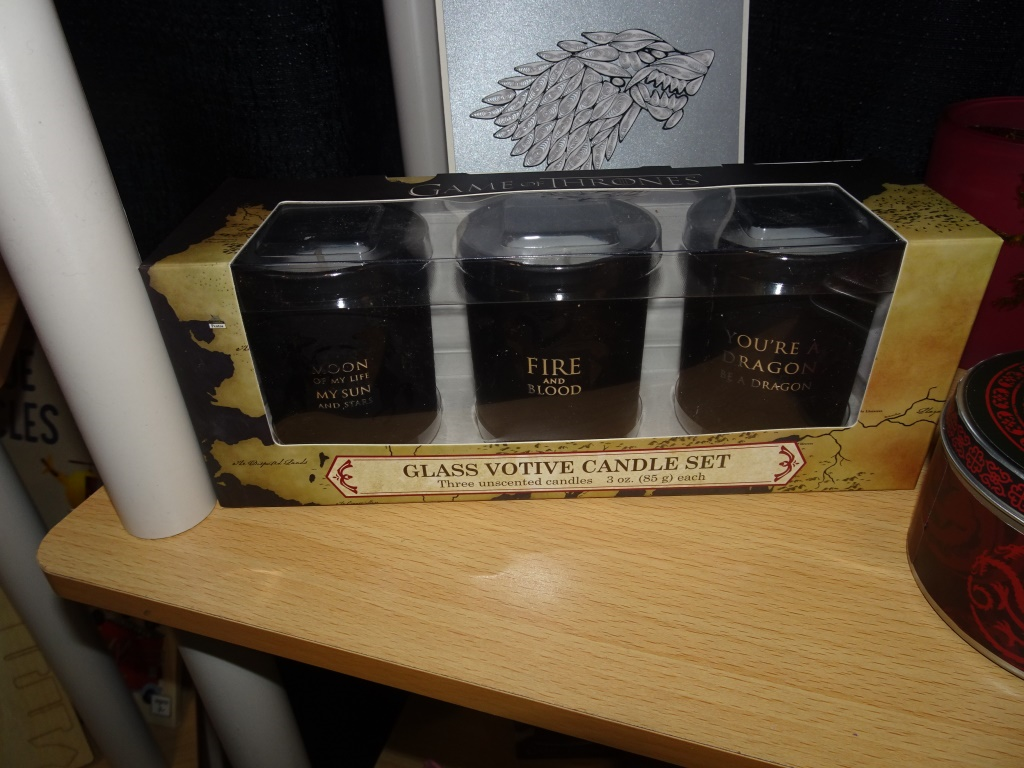 GAME OF THRONES
MOON
OF MY LIFE
MY SUN
AND STARS
FIRE
AND
BLOOD
YOU'RE A
DRAGON
BE A DRAGON
GLASS VOTIVE CANDLE SET
Three unscented candles 3 oz. (85 g) each